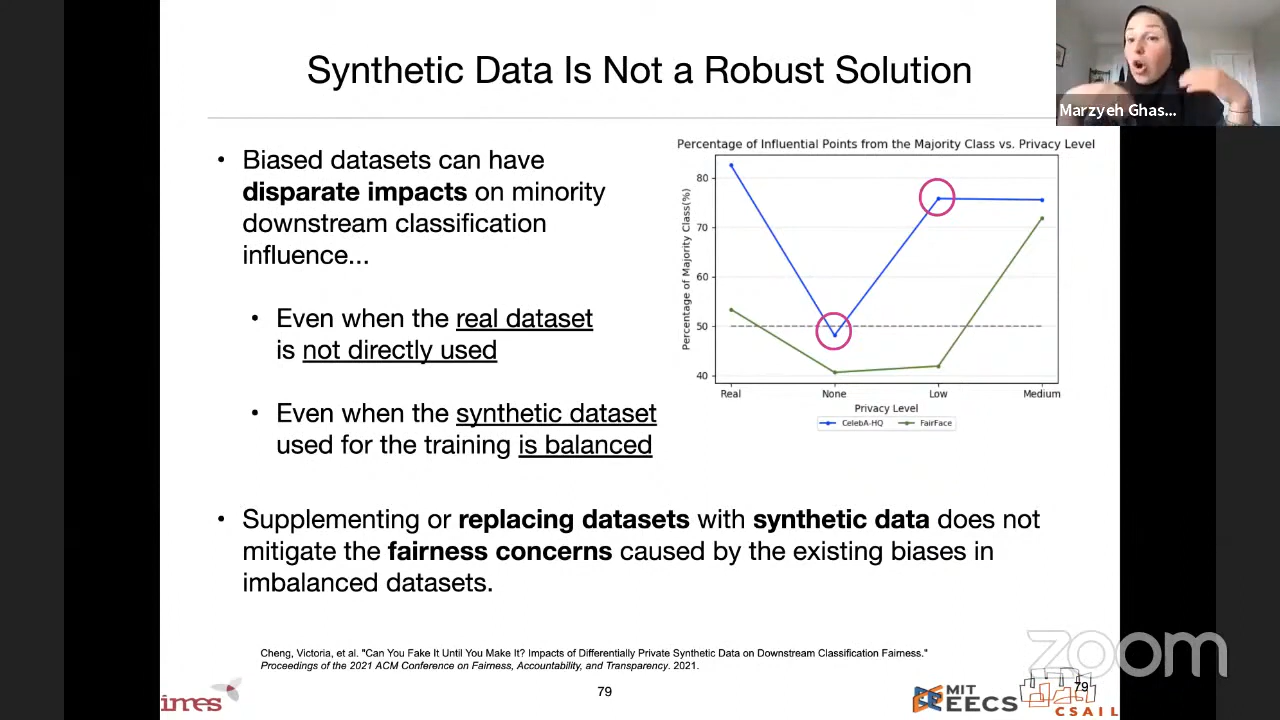 Synthetic Data Is Not a Robust Solution
Marzyeh Ghas...
• Biased datasets can have
disparate impacts on minority
downstream classification
influence...
• Even when the real dataset
is not directly used
• Even when the synthetic dataset
used for the training is balanced
Percentage of Influential Points from the Majority Class vs. Privacy Level
Percentage of Majority Class(%)
80
70
60
50
40
Real None Low Medium
Privacy Level
CelebA-HQ FairFace
• Supplementing or replacing datasets with synthetic data does not
mitigate the fairness concerns caused by the existing biases in
imbalanced datasets.
Cheng, Victoria, et al. "Can You Fake It Until You Make It? Impacts of Differentially Private Synthetic Data on Downstream Classification Fairness."
Proceedings of the 2021 ACM Conference on Fairness, Accountability, and Transparency. 2021.
zoom
imes
79
MIT
EECS
79
CSAIL